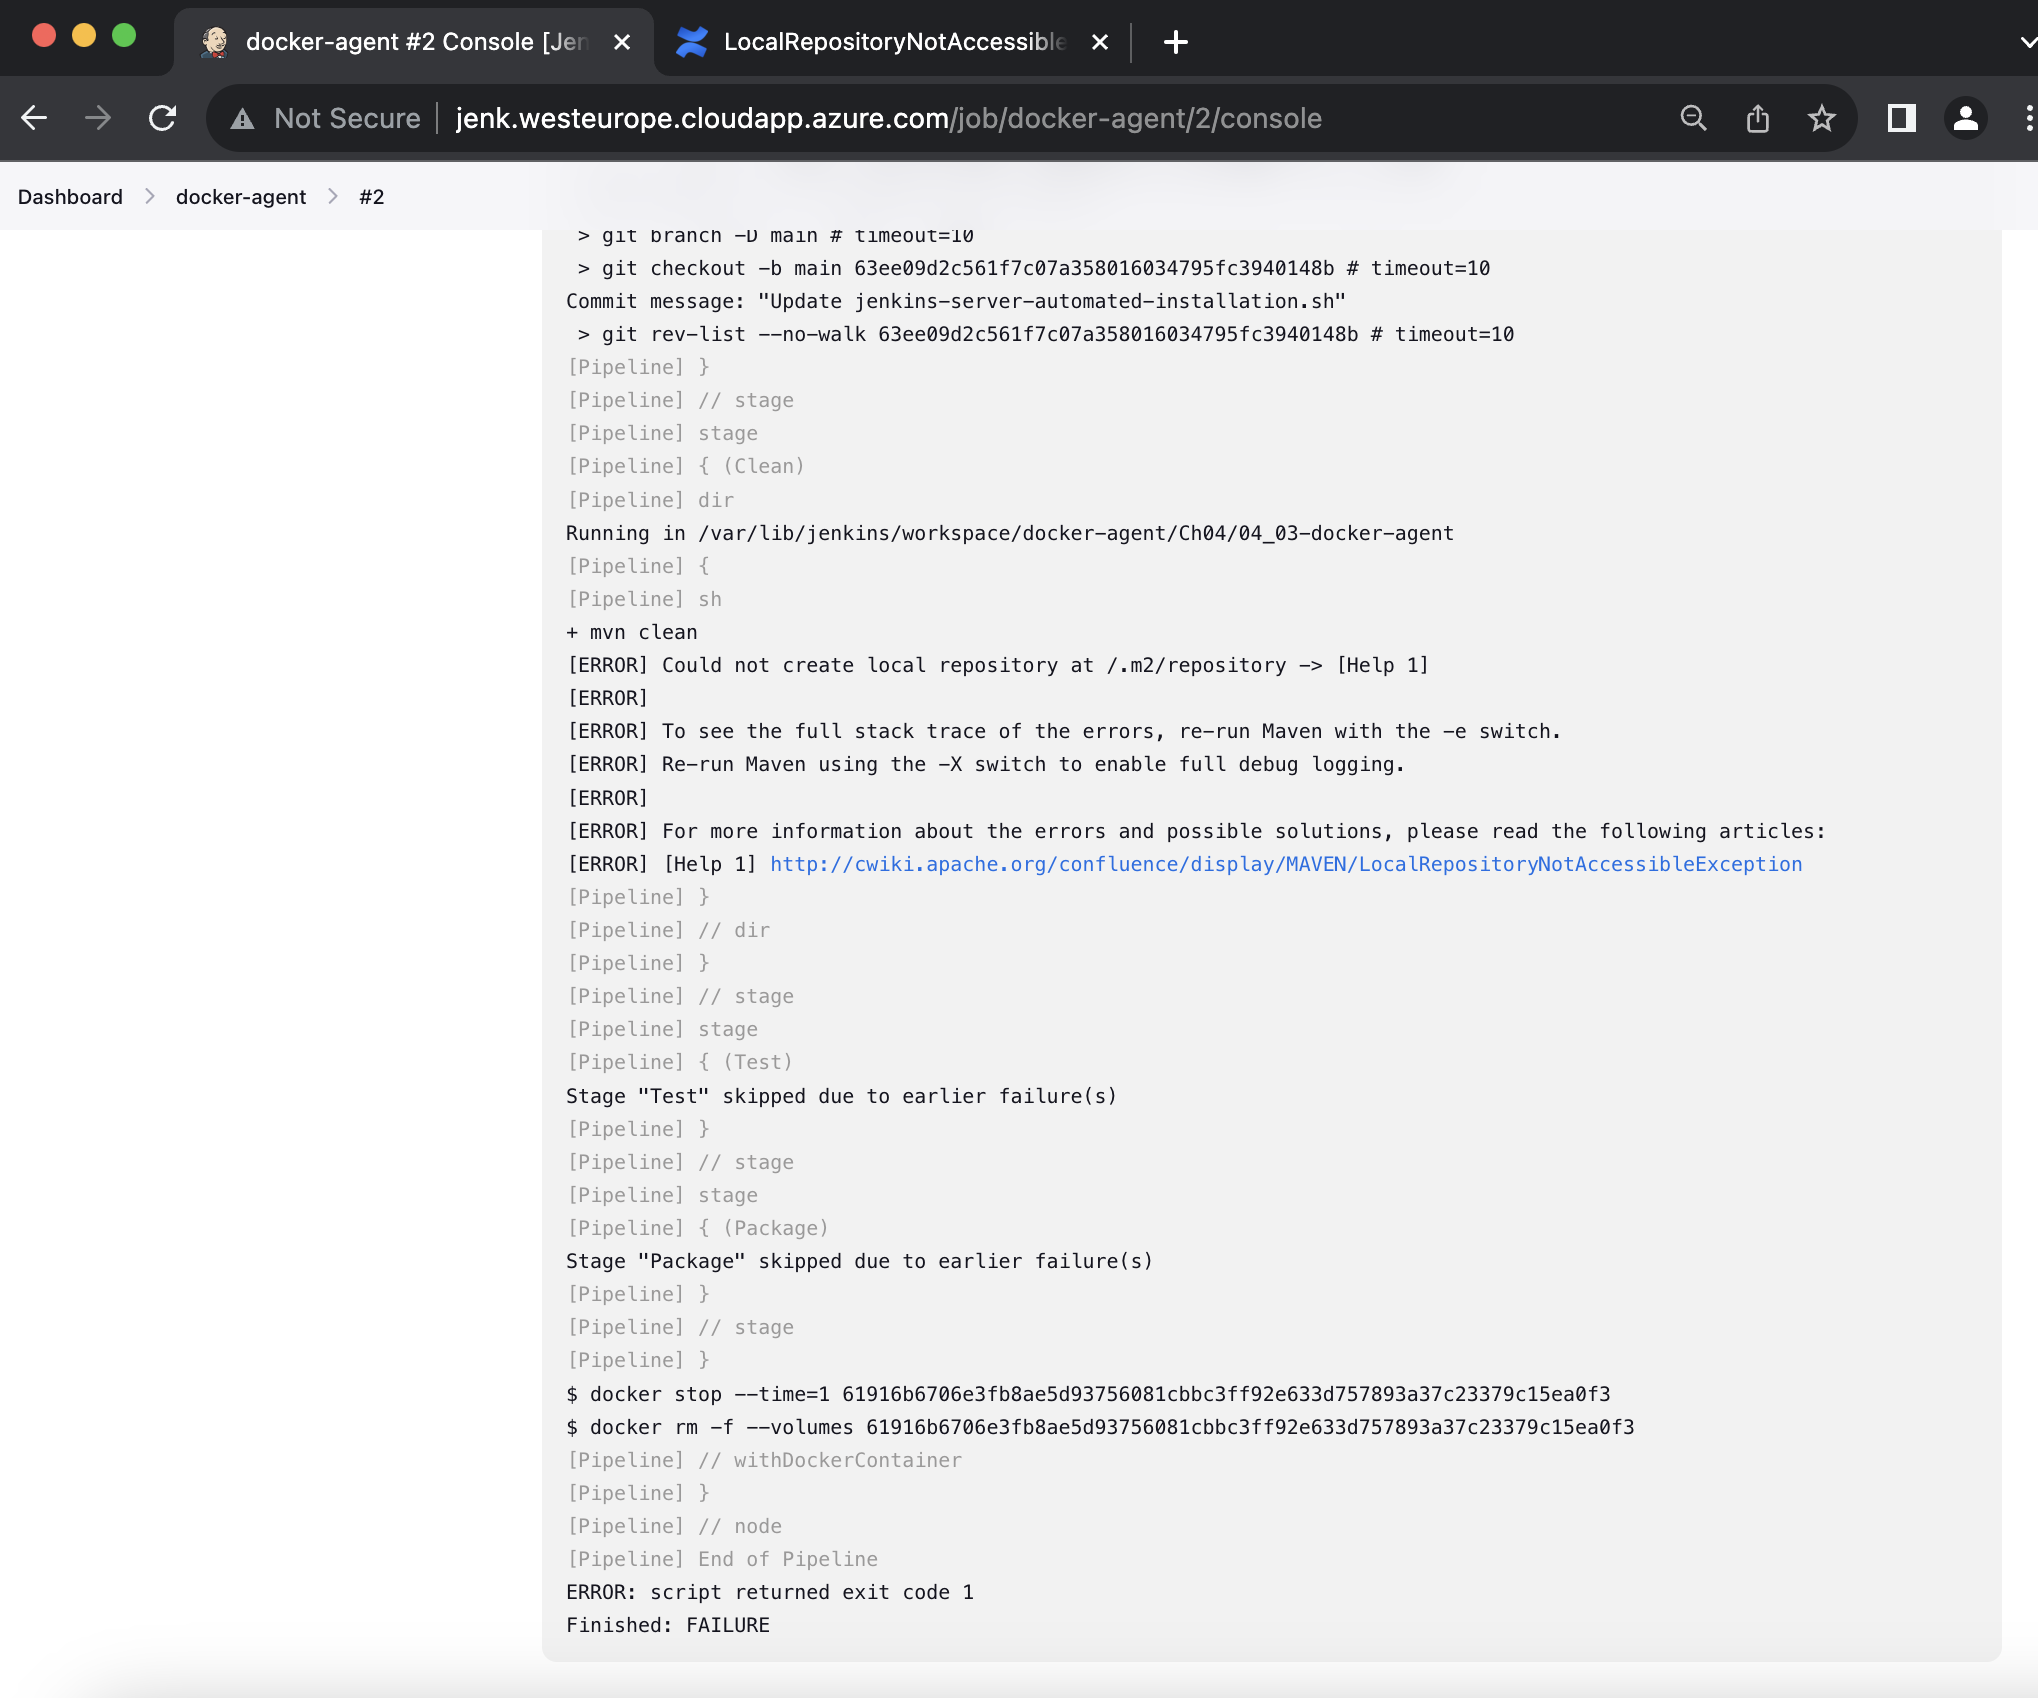 docker-agent #2 Console [Jen
LocalRepositoryNotAccessible
Not Secure
jenk.westeurope.cloudapp.azure.com/job/docker-agent/2/console
Dashboard > docker-agent > #2
> git branch -D main # timeout=10
> git checkout -b main 63ee09d2c561f7c07a358016034795fc3940148b # timeout=10
Commit message: "Update jenkins-server-automated-installation.sh"
> git rev-list --no-walk 63ee09d2c561f7c07a358016034795fc3940148b # timeout=10
[Pipeline] }
[Pipeline] // stage
[Pipeline] stage
[Pipeline] { (Clean)
[Pipeline] dir
Running in /var/lib/jenkins/workspace/docker-agent/Ch04/04_03-docker-agent
[Pipeline] {
[Pipeline] sh
+ mvn clean
[ERROR] Could not create local repository at /.m2/repository -> [Help 1]
[ERROR]
[ERROR] To see the full stack trace of the errors, re-run Maven with the -e switch.
[ERROR] Re-run Maven using the -X switch to enable full debug logging.
[ERROR]
[ERROR] For more information about the errors and possible solutions, please read the following articles:
[ERROR] [Help 1] http://cwiki.apache.org/confluence/display/MAVEN/LocalRepositoryNotAccessibleException
[Pipeline] }
[Pipeline] // dir
[Pipeline] }
[Pipeline] // stage
[Pipeline] stage
[Pipeline] { (Test)
Stage "Test" skipped due to earlier failure(s)
[Pipeline] }
[Pipeline] // stage
[Pipeline] stage
[Pipeline] { (Package)
Stage "Package" skipped due to earlier failure(s)
[Pipeline] }
[Pipeline] // stage
[Pipeline] }
$ docker stop --time=1 61916b6706e3fb8ae5d93756081cbbc3ff92e633d757893a37c23379c15ea0f3
$ docker rm -f --volumes 61916b6706e3fb8ae5d93756081cbbc3ff92e633d757893a37c23379c15ea0f3
[Pipeline] // withDockerContainer
[Pipeline] }
[Pipeline] // node
[Pipeline] End of Pipeline
ERROR: script returned exit code 1
Finished: FAILURE